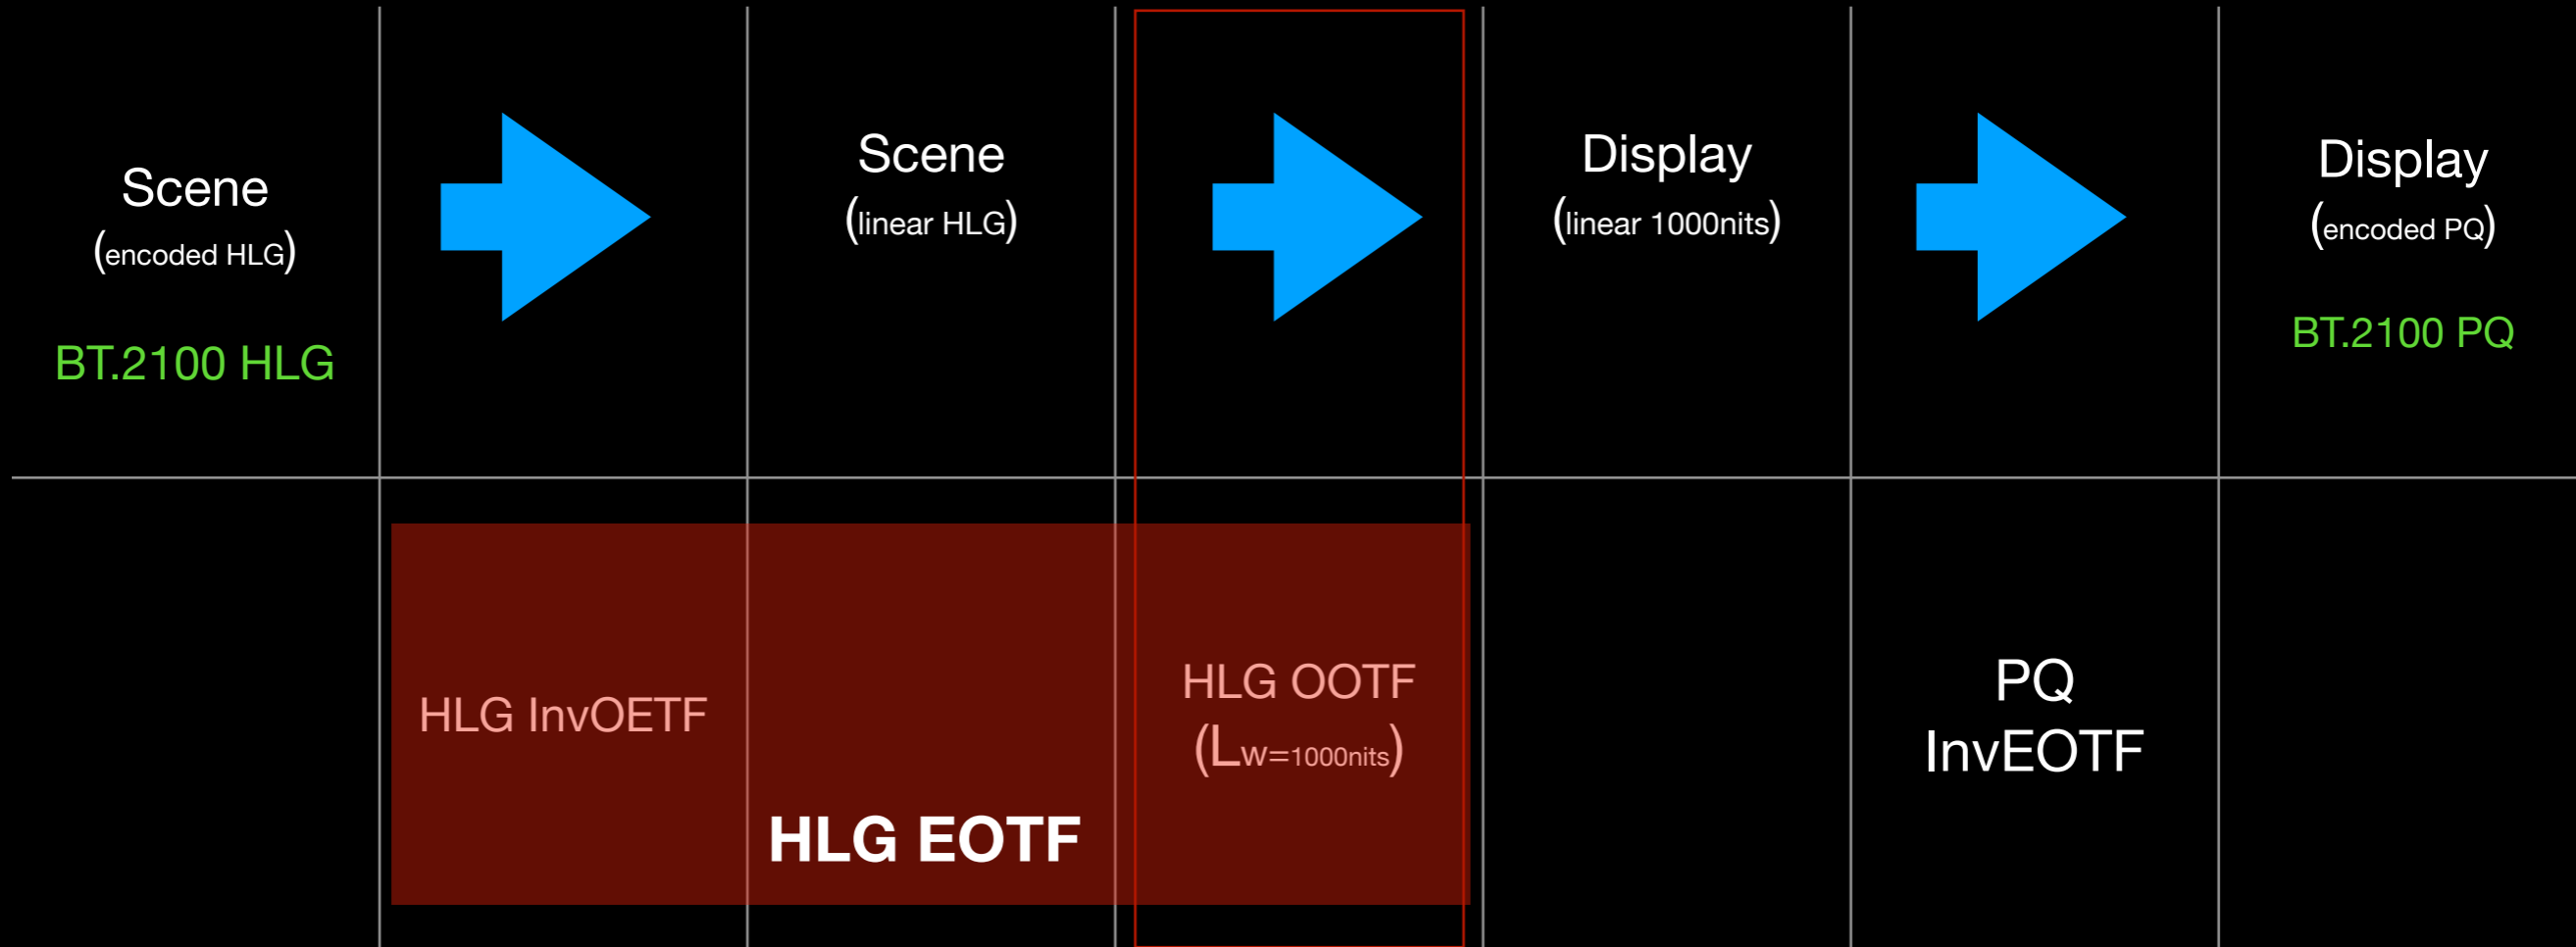 Scene
(encoded HLG)
BT.2100 HLG
Scene
(linear HLG)
Display
(linear 1000nits)
Display
(encoded PQ)
BT.2100 PQ
HLG InvOETF
HLG EOTF
HLG OOTF
(Lw=1000nits)
PQ
InvEOTF